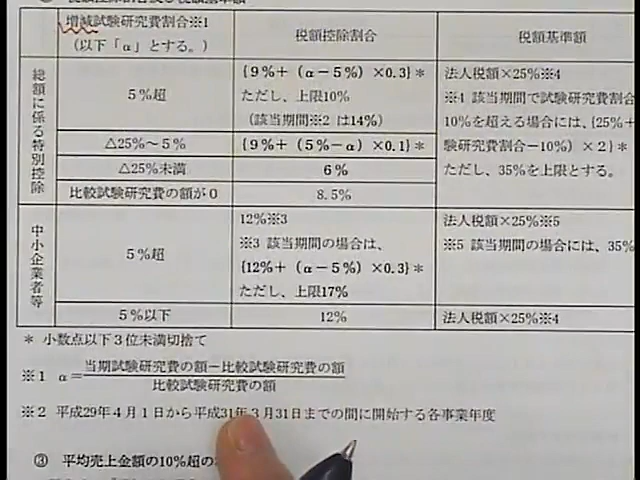 増減試験研究費割合※1
(以下「α」とする。)
税額控除割合
税額基準額
総額に係る特別控除
5％超
{9％+(α−5％)×0.3}*
ただし、上限10％
(該当期間※2 は14％)
法人税額×25％※4
※4 該当期間で試験研究費割合
10％を超える場合には、{25％+
験研究費割合−10％)×2}*
ただし、35％を上限とする。
△25％〜5％
{9％+(5％−α)×0.1}*
△25％未満
6％
比較試験研究費の額が0
8.5％
中小企業者等
5％超
12％※3
※3 該当期間の場合は、
{12％+(α−5％)×0.3}*
ただし、上限17％
法人税額×25％※5
※5 該当期間の場合には、35％
5％以下
12％
法人税額×25％※4
* 小数点以下3位未満切捨て
※1 α=当期試験研究費の額−比較試験研究費の額
比較試験研究費の額
※2 平成29年4月1日から平成31年3月31日までの間に開始する各事業年度
③ 平均売上金額の10％超の